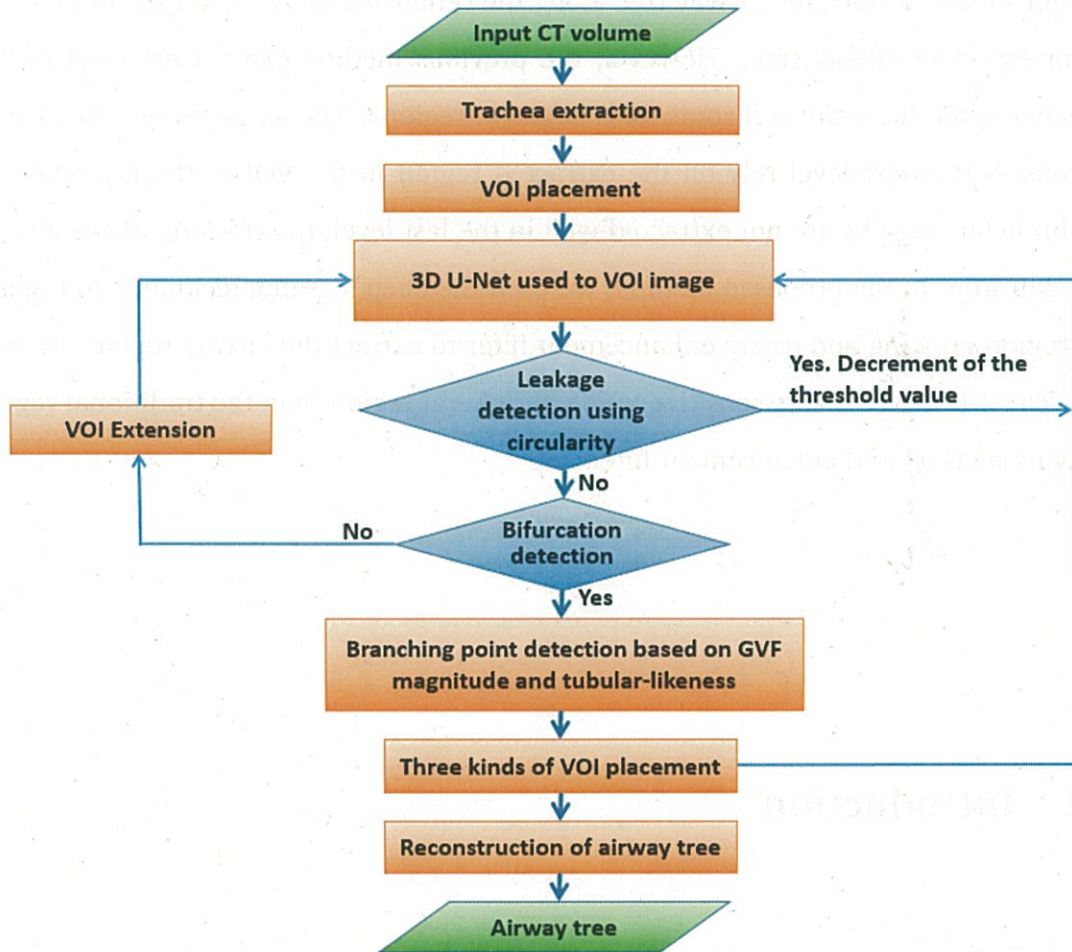 Input CT volume
Trachea extraction
VOI placement
3D U-Net used to VOI image
Leakage
detection using
circularity
Yes. Decrement of the
threshold value
VOI Extension
No
No
Bifurcation
detection
Yes
Branching point detection based on GVF
magnitude and tubular-likeness
Three kinds of VOI placement
Reconstruction of airway tree
Airway tree